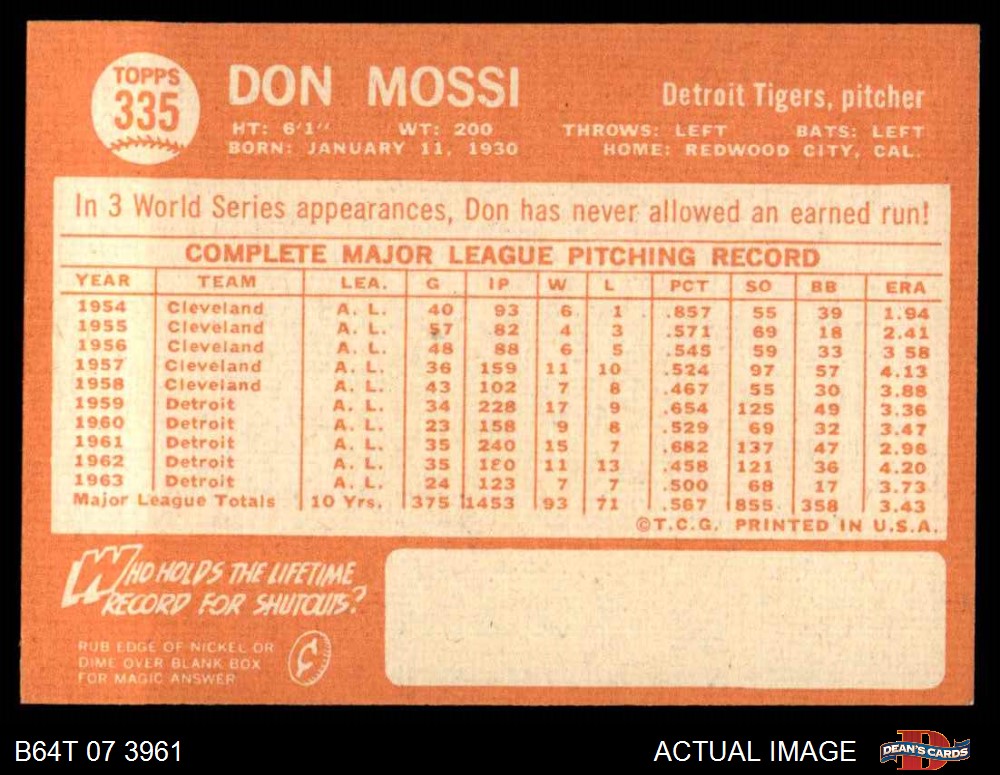 TOPPS
335
DON MOSSI
Detroit Tigers, pitcher
HT: 6'1" WT: 200 THROWS: LEFT BATS: LEFT
BORN: JANUARY 11, 1930 HOME: REDWOOD CITY, CAL.
In 3 World Series appearances, Don has never allowed an earned run!
COMPLETE MAJOR LEAGUE PITCHING RECORD
YEAR TEAM LEA. G IP W L PCT SO BB ERA
1954 Cleveland A. L. 40 93 6 1 .857 55 39 1.94
1955 Cleveland A. L. 57 82 4 3 .571 69 18 2.41
1956 Cleveland A. L. 48 88 6 5 .545 59 33 3 58
1957 Cleveland A. L. 36 159 11 10 .524 97 57 4.13
1958 Cleveland A. L. 43 102 7 8 .467 55 30 3.88
1959 Detroit A. L. 34 228 17 9 .654 125 49 3.36
1960 Detroit A. L. 23 158 9 8 .529 69 32 3.47
1961 Detroit A. L. 35 240 15 7 .682 137 47 2.96
1962 Detroit A. L. 35 180 11 13 .458 121 36 4.20
1963 Detroit A. L. 24 123 7 7 .500 68 17 3.73
Major League Totals 10 Yrs. 375 1453 93 71 .567 855 358 3.43
©T.C.G. PRINTED IN U.S.A.
WHO HOLDS THE LIFETIME
RECORD FOR SHUTOUTS?
RUB EDGE OF NICKEL OR
DIME OVER BLANK BOX
FOR MAGIC ANSWER
B64T 07 3961
ACTUAL IMAGE
DEAN'S CARDS